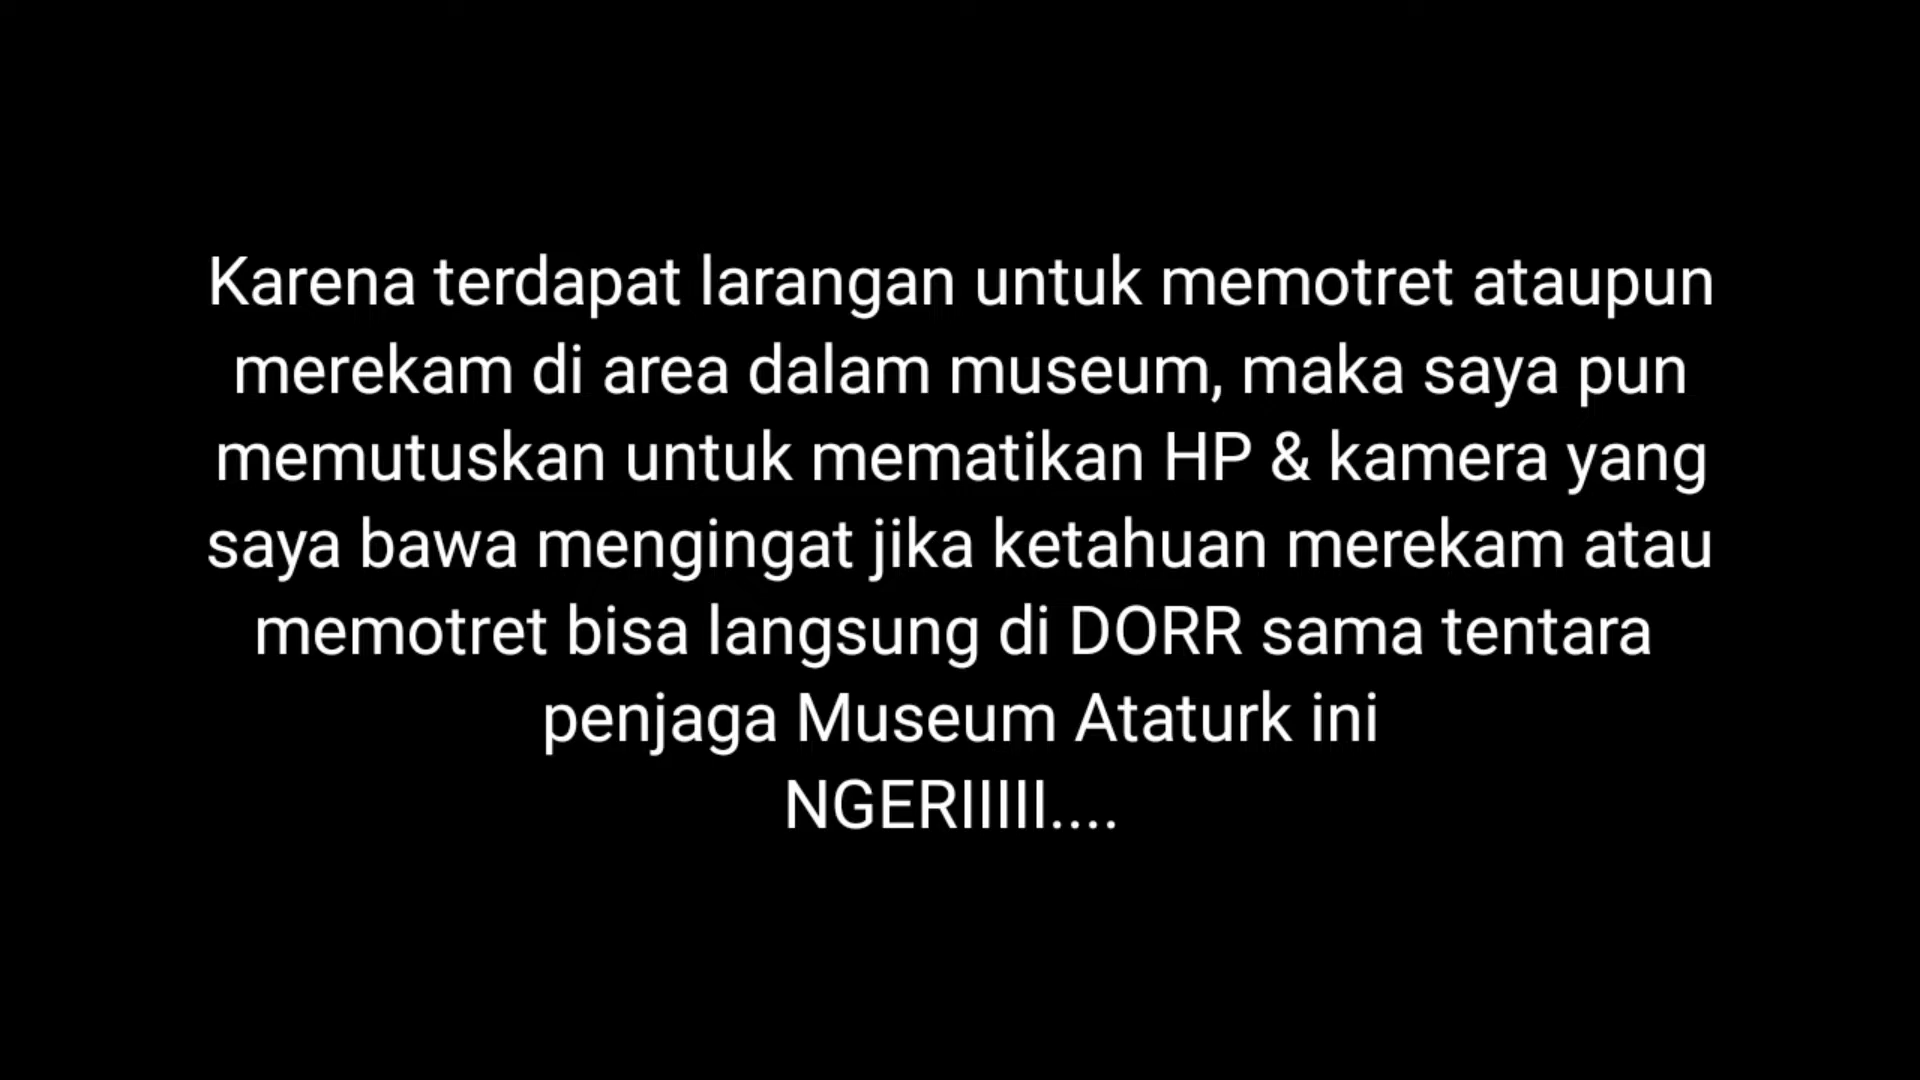 Karena terdapat larangan untuk memotret ataupun
merekam di area dalam museum, maka saya pun
memutuskan untuk mematikan HP & kamera yang
saya bawa mengingat jika ketahuan merekam atau
memotret bisa langsung di DORR sama tentara
penjaga Museum Ataturk ini
NGERIIIII....